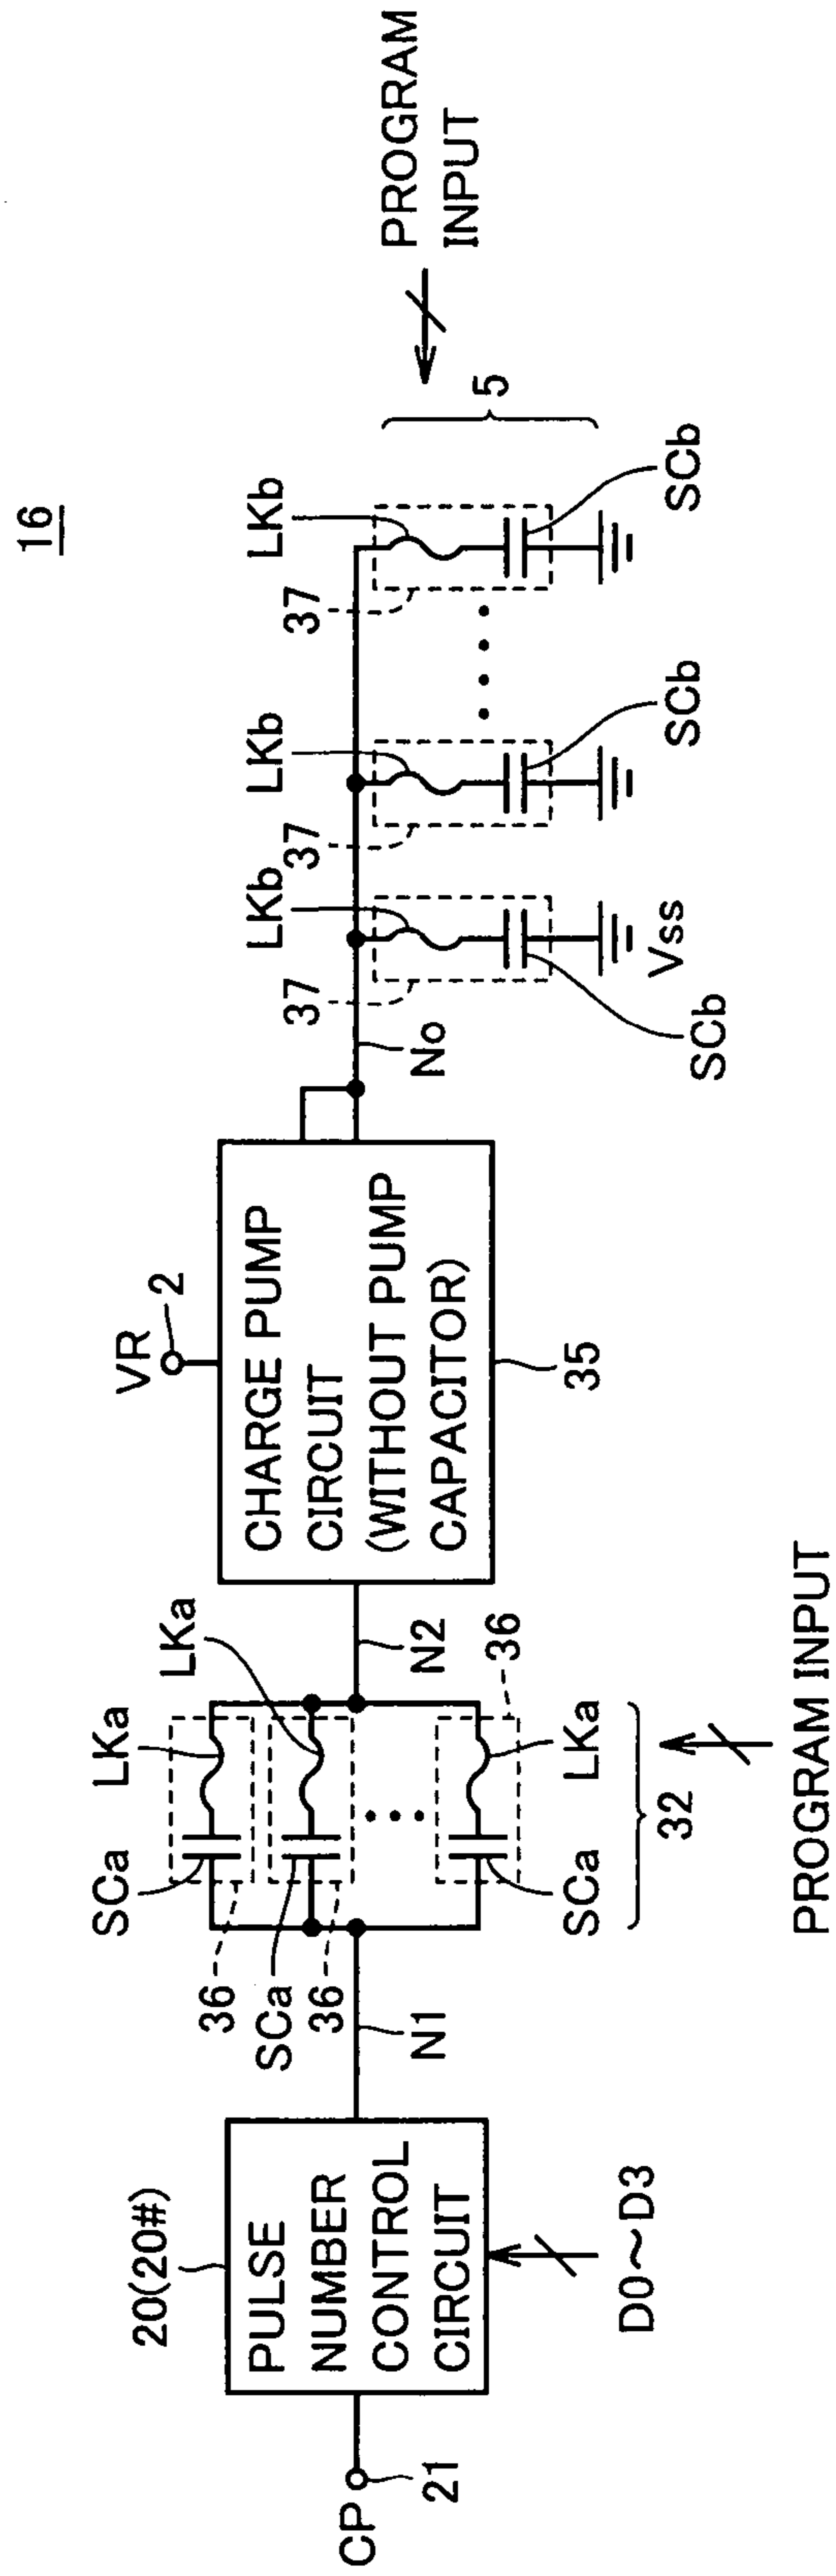 16
CP
21
20(20#)
PULSE
NUMBER
CONTROL
CIRCUIT
D0~D3
N1
SCa
LKa
36
SCa
LKa
36
SCa
LKa
36
32
PROGRAM INPUT
N2
VR
2
CHARGE PUMP
CIRCUIT
(WITHOUT PUMP
CAPACITOR)
35
No
LKb
37
SCb
Vss
LKb
37
SCb
LKb
37
SCb
5
PROGRAM
INPUT